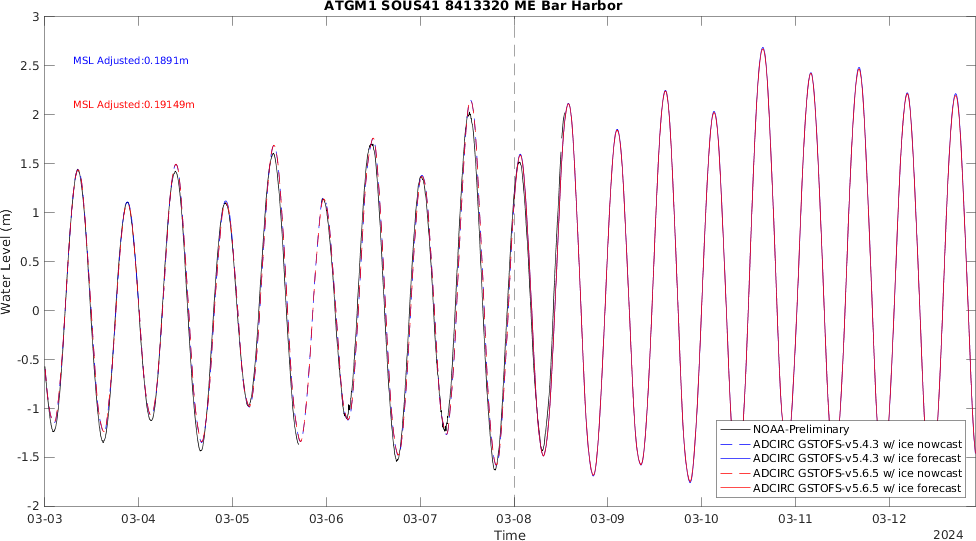 ATGM1 SOUS41 8413320 ME Bar Harbor
3
2.5
2
1.5
1
0.5
0
-0.5
-1
-1.5
-2
Water Level (m)
MSL Adjusted:0.1891m
MSL Adjusted:0.19149m
NOAA-Preliminary
ADCIRC GSTOFS-v5.4.3 w/ ice nowcast
ADCIRC GSTOFS-v5.4.3 w/ ice forecast
ADCIRC GSTOFS-v5.6.5 w/ ice nowcast
ADCIRC GSTOFS-v5.6.5 w/ ice forecast
03-03 03-04 03-05 03-06 03-07 03-08 03-09 03-10 03-11 03-12
Time
2024